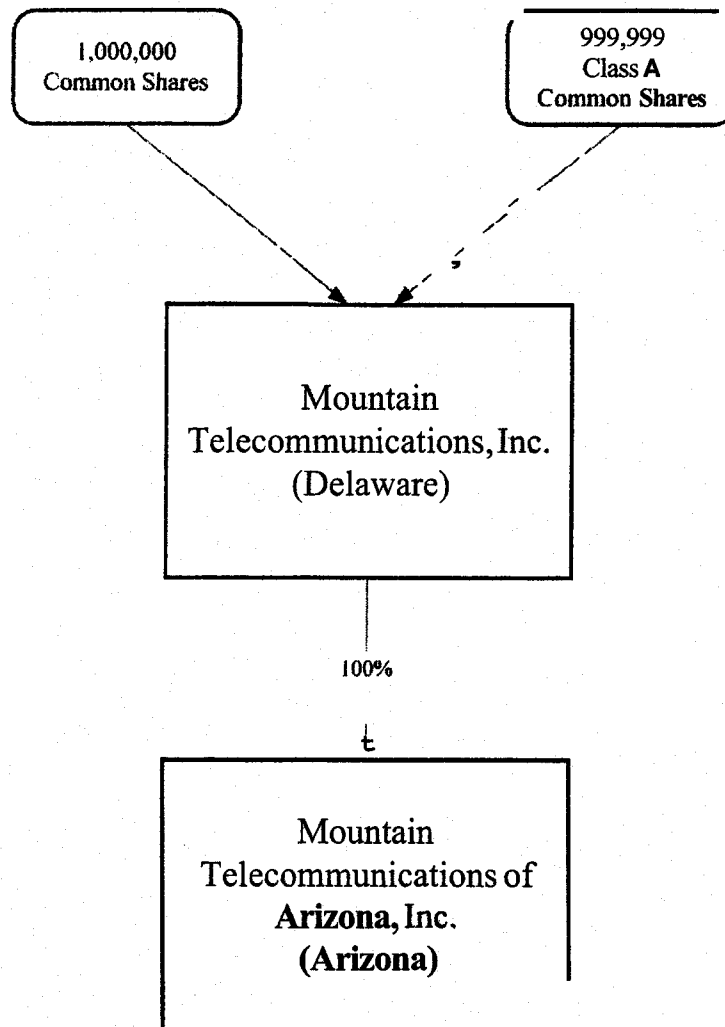 1,000,000
Common Shares
999,999
Class A
Common Shares
Mountain
Telecommunications, Inc.
(Delaware)
100%
Mountain
Telecommunications of
Arizona, Inc.
(Arizona)